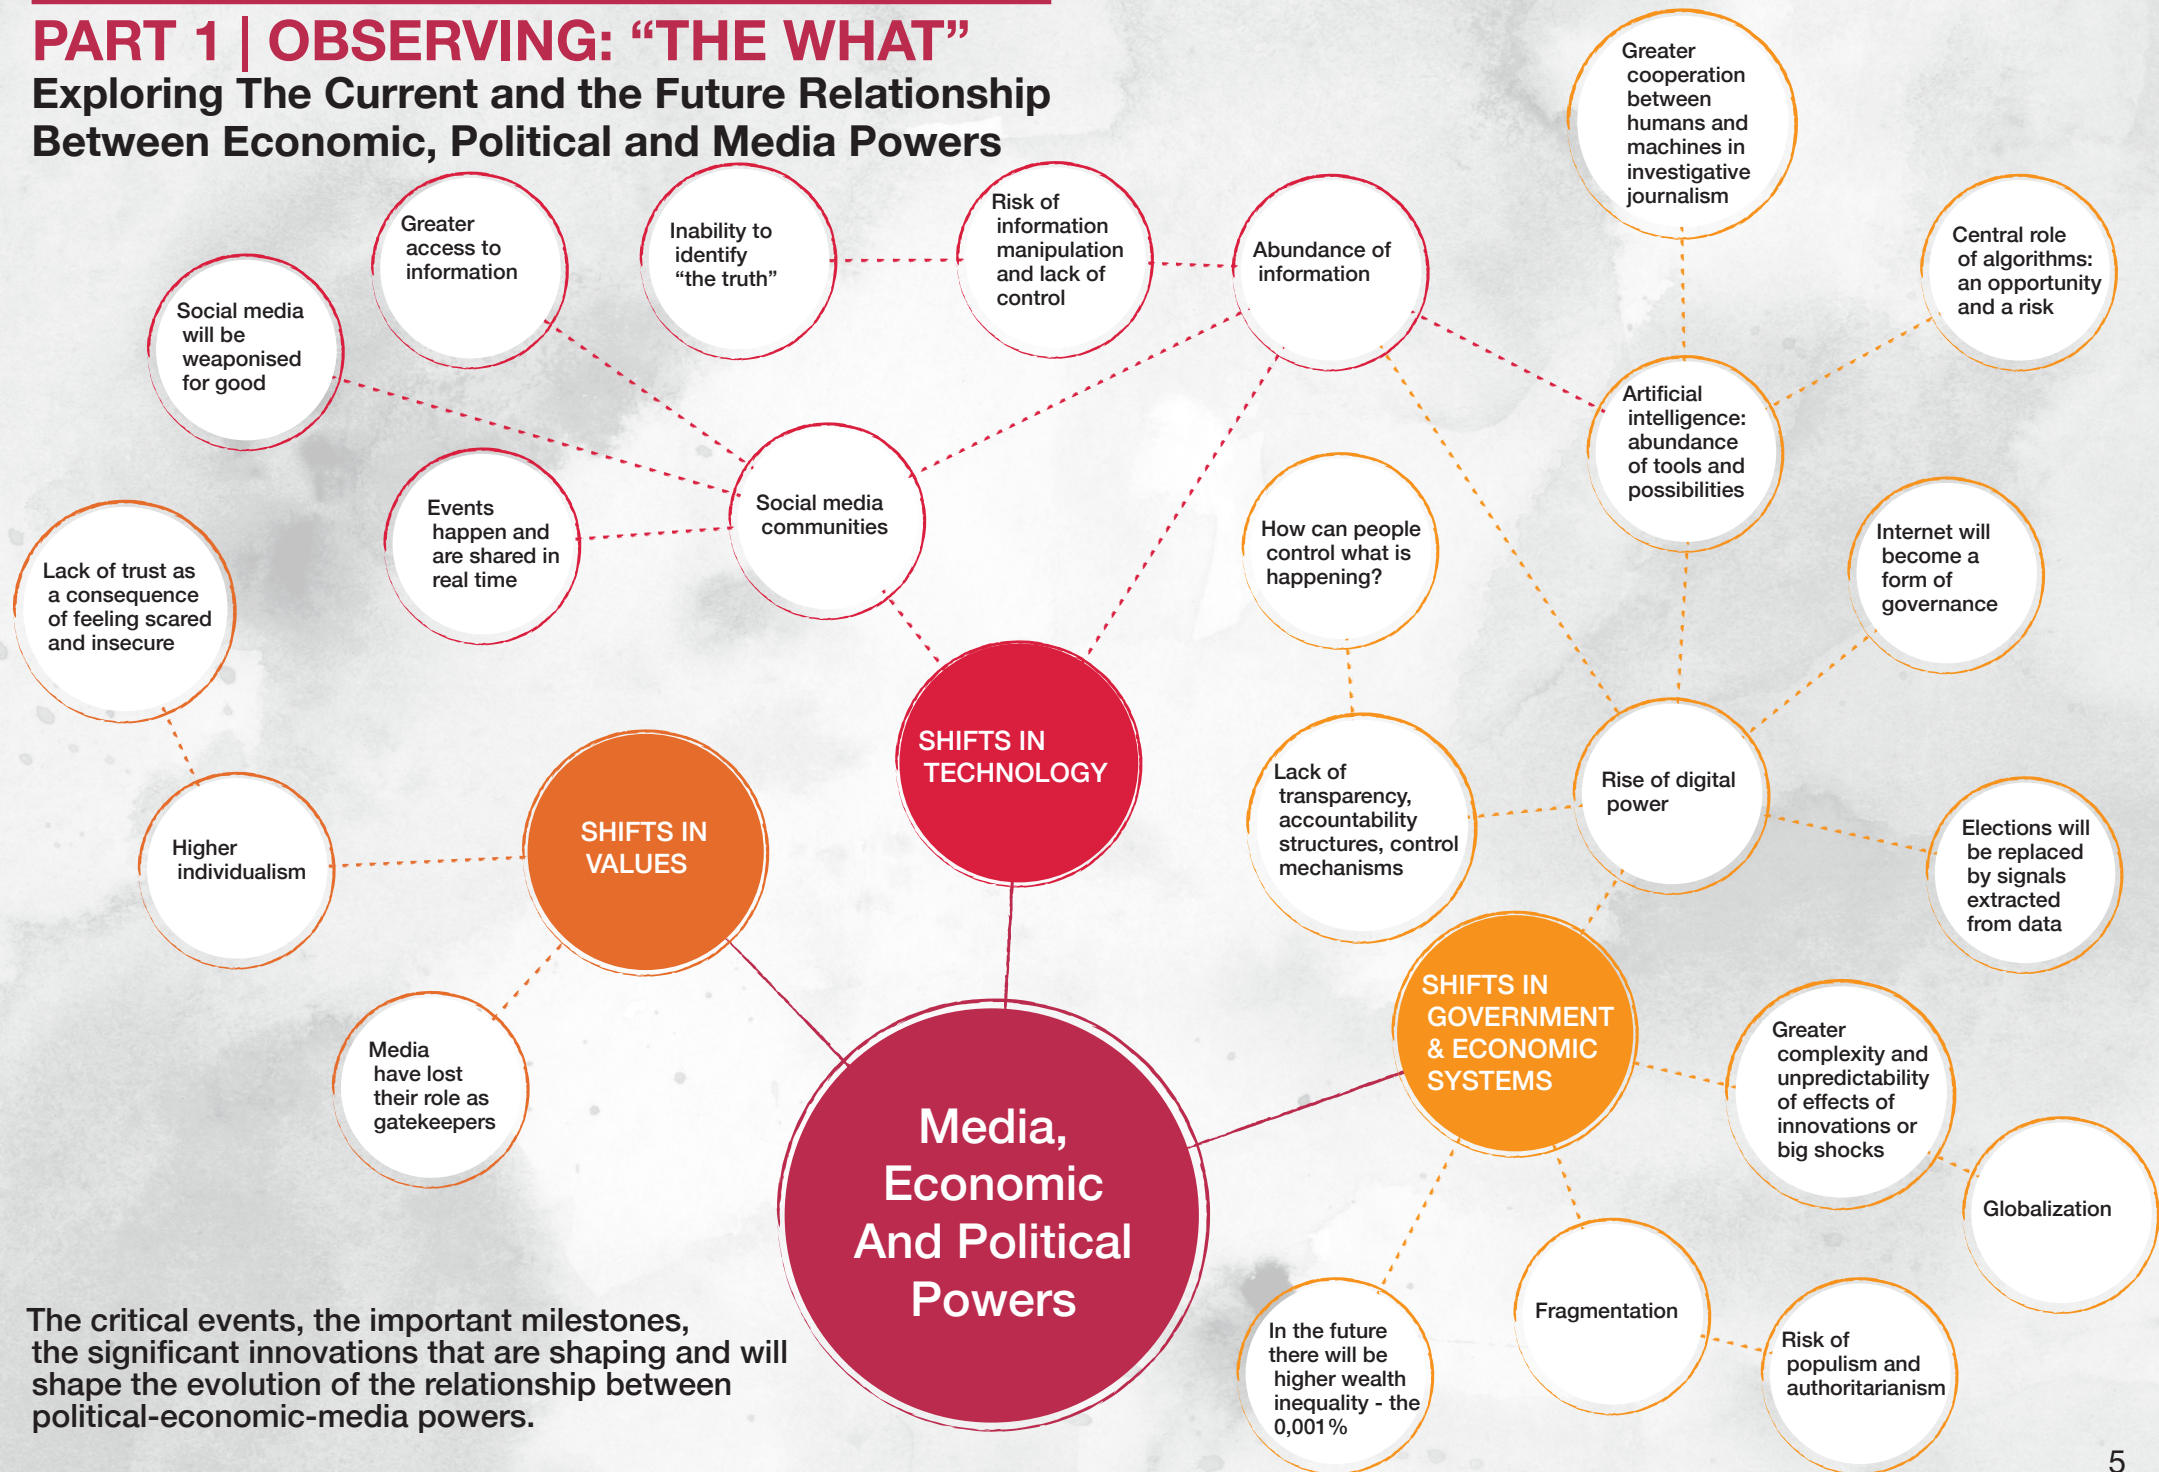 PART 1 | OBSERVING: “THE WHAT”
Exploring The Current and the Future Relationship
Between Economic, Political and Media Powers
Greater
cooperation
between
humans and
machines in
investigative
journalism
Central role
of algorithms:
an opportunity
and a risk
Greater
access to
information
Inability to
identify
“the truth”
Risk of
information
manipulation
and lack of
control
Abundance of
information
Social media
will be
weaponised
for good
Artificial
intelligence:
abundance
of tools and
possibilities
Events
happen and
are shared in
real time
Social media
communities
How can people
control what is
happening?
Internet will
become a
form of
governance
Lack of trust as
a consequence
of feeling scared
and insecure
SHIFTS IN
TECHNOLOGY
Lack of
transparency,
accountability
structures, control
mechanisms
Rise of digital
power
Higher
individualism
SHIFTS IN
VALUES
Elections will
be replaced
by signals
extracted
from data
SHIFTS IN
GOVERNMENT
& ECONOMIC
SYSTEMS
Greater
complexity and
unpredictability
of effects of
innovations or
big shocks
Media
have lost
their role as
gatekeepers
Media,
Economic
And Political
Powers
Globalization
In the future
there will be
higher wealth
inequality - the
0,001%
Fragmentation
Risk of
populism and
authoritarianism
The critical events, the important milestones,
the significant innovations that are shaping and will
shape the evolution of the relationship between
political-economic-media powers.
5